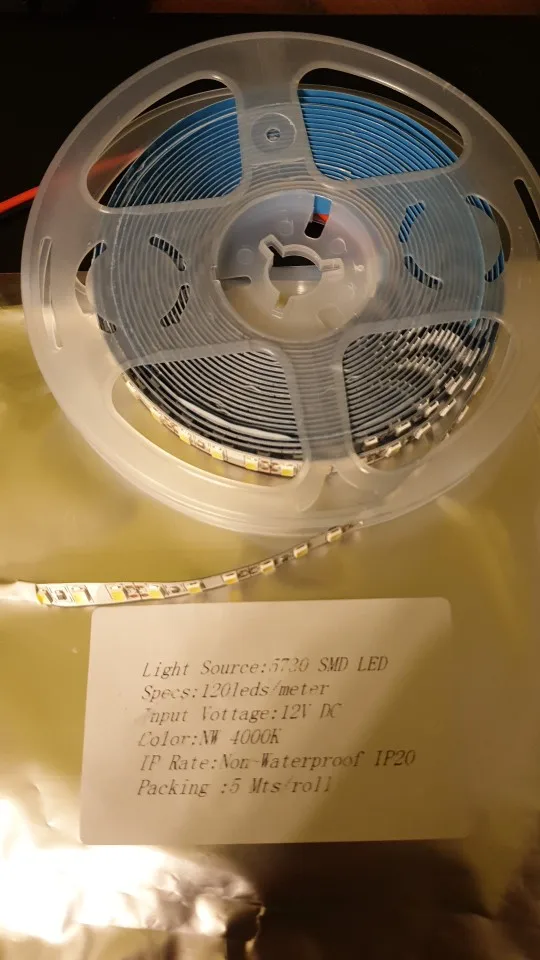 Light Source:5730 SMD LED
Specs:120leds/meter
Input Vottage:12V DC
Color:NW 4000K
IP Rate:Non-Waterproof IP20
Packing :5 Mts/roll